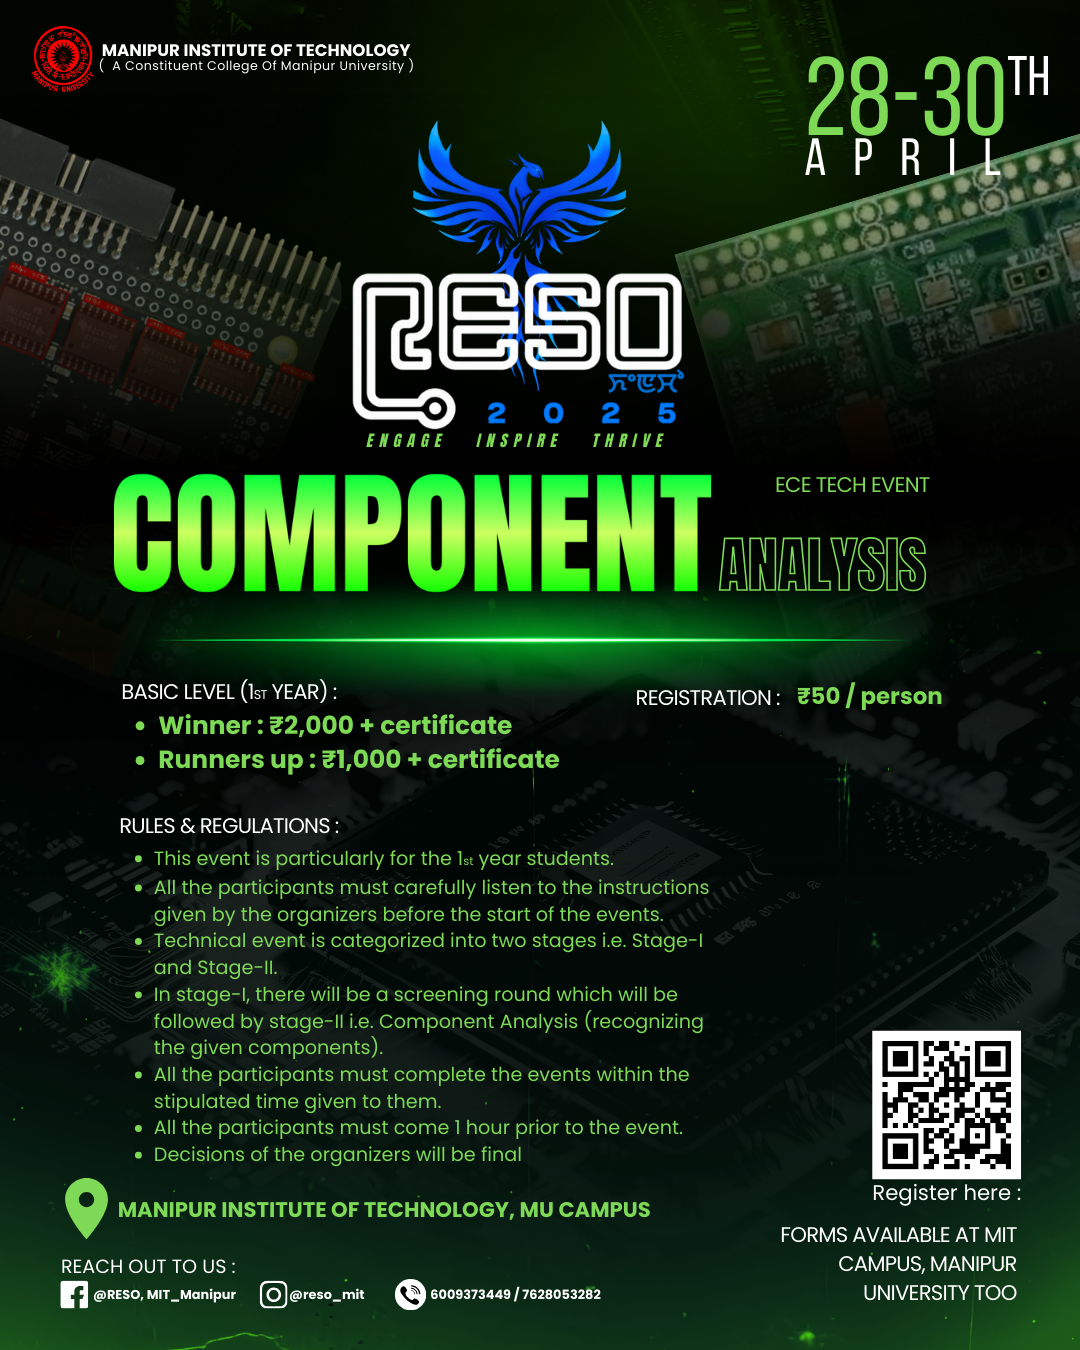 MANIPUR INSTITUTE OF TECHNOLOGY
( A Constituent College Of Manipur University )
MANIPUR UNIVERSITY
28-30TH
APRIL
RESO
2025
ENGAGE INSPIRE THRIVE
ECE TECH EVENT
COMPONENT ANALYSIS
BASIC LEVEL (1ST YEAR) :
• Winner : ₹2,000 + certificate
• Runners up : ₹1,000 + certificate
REGISTRATION : ₹50 / person
RULES & REGULATIONS :
• This event is particularly for the 1st year students.
• All the participants must carefully listen to the instructions
given by the organizers before the start of the events.
• Technical event is categorized into two stages i.e. Stage-I
and Stage-II.
• In stage-I, there will be a screening round which will be
followed by stage-II i.e. Component Analysis (recognizing
the given components).
• All the participants must complete the events within the
stipulated time given to them.
• All the participants must come 1 hour prior to the event.
• Decisions of the organizers will be final
MANIPUR INSTITUTE OF TECHNOLOGY, MU CAMPUS
REACH OUT TO US :
@RESO, MIT_Manipur @reso_mit 6009373449 / 7628053282
Register here :
FORMS AVAILABLE AT MIT
CAMPUS, MANIPUR
UNIVERSITY TOO